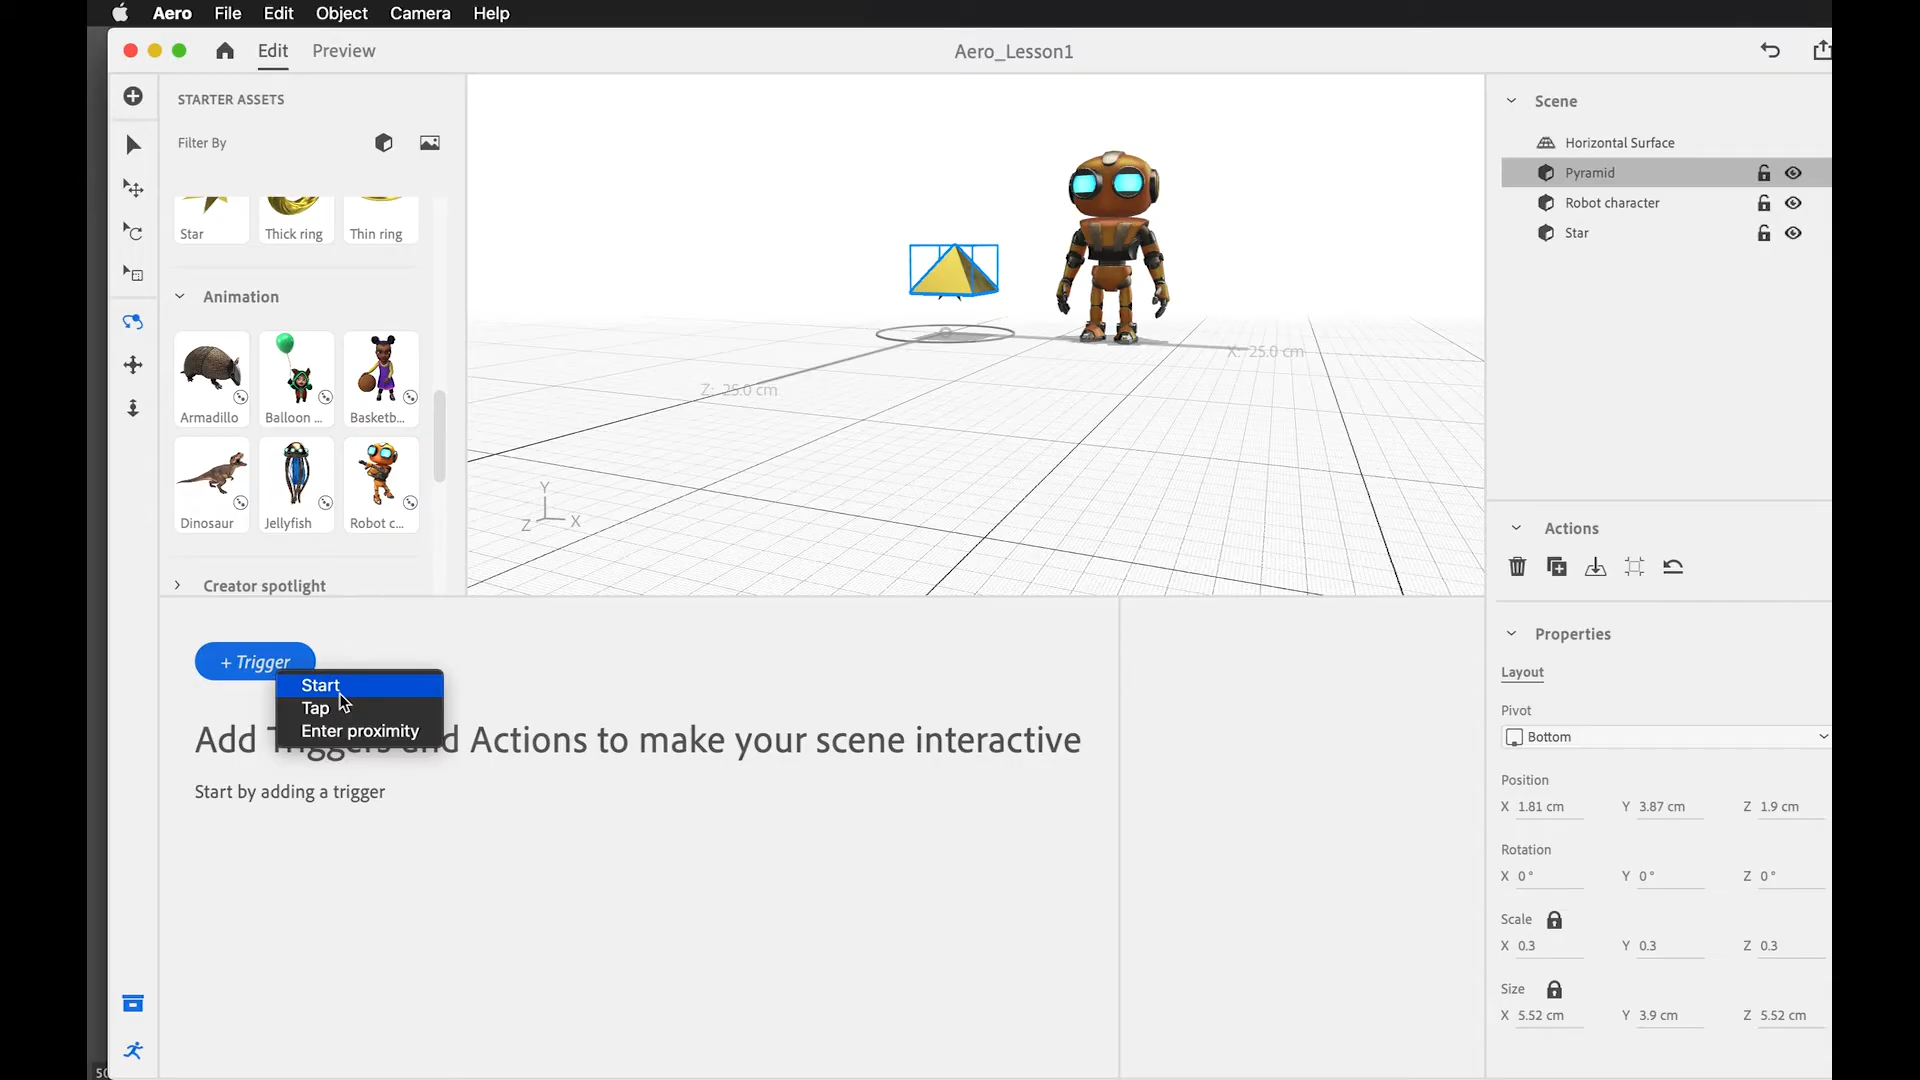 Aero File Edit Object Camera Help
Edit Preview
Aero_Lesson1
STARTER ASSETS
Filter By
Star Thick ring Thin ring
Animation
Armadillo Balloon ... Basketb...
Dinosaur Jellyfish Robot c...
Creator spotlight
Z: 25.0 cm
X: 25.0 cm
Y
Z X
Scene
Horizontal Surface
Pyramid
Robot character
Star
Actions
Properties
Layout
Pivot
Bottom
Position
X 1.81 cm Y 3.87 cm Z 1.9 cm
Rotation
X 0° Y 0° Z 0°
Scale
X 0.3 Y 0.3 Z 0.3
Size
X 5.52 cm Y 3.9 cm Z 5.52 cm
+ Trigger
Start
Tap
Enter proximity
Add Triggers and Actions to make your scene interactive
Start by adding a trigger